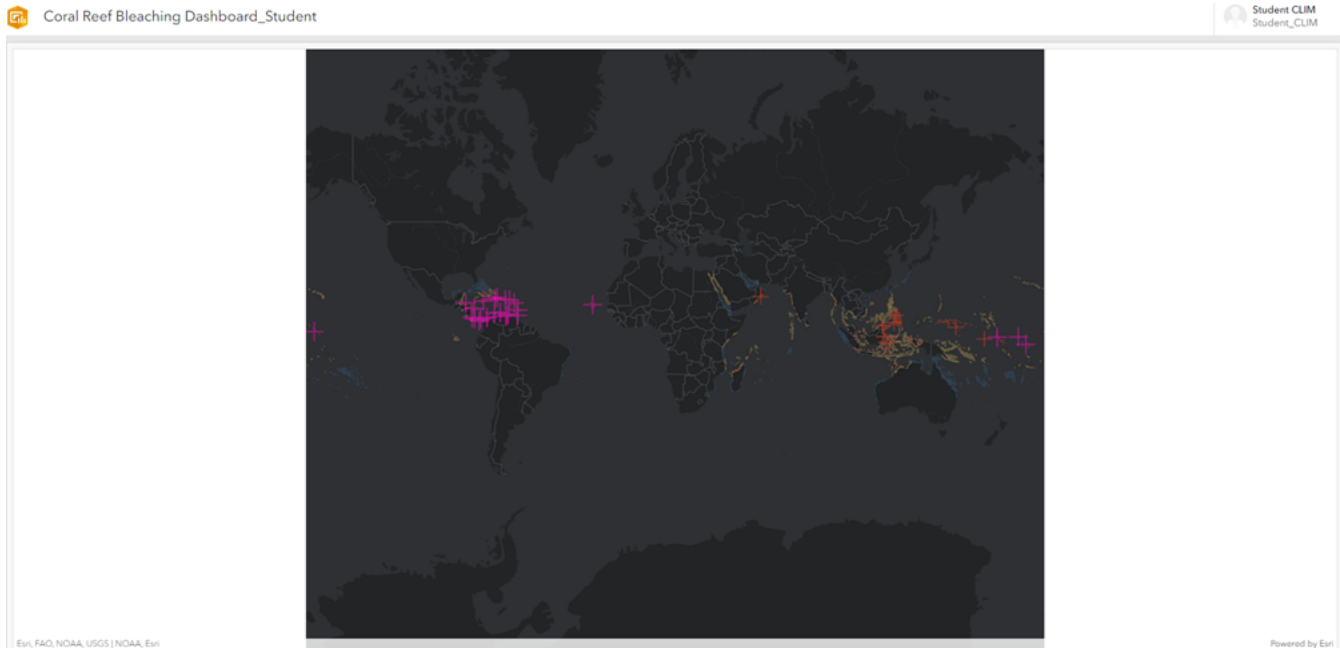 Coral Reef Bleaching Dashboard_Student
Student CLIM
Student_CLIM
Esri, FAO, NOAA, USGS | NOAA, Esri
Powered by Esri